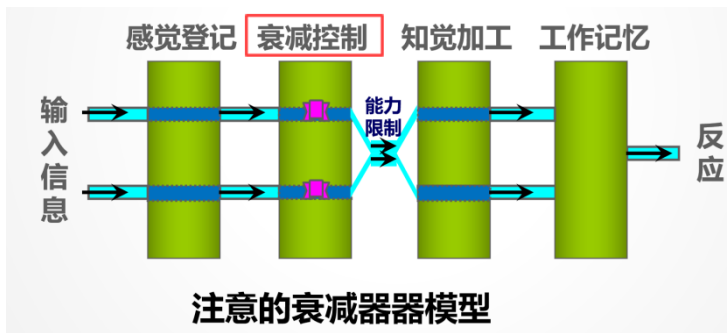 感觉登记 衰减控制 知觉加工 工作记忆
输入信息
能力
限制
反应
注意的衰减器器模型